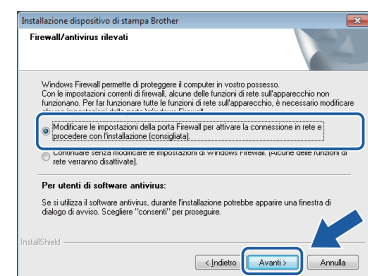 Installazione dispositivo di stampa Brother
Firewall/antivirus rilevati
Windows Firewall permette di proteggere il computer in vostro possesso.
Con le impostazioni correnti di firewall, alcune delle funzioni di rete sull'apparecchio non
funzionano. Per far funzionare tutte le funzioni di rete sull'apparecchio, è necessario modificare
Modificare le impostazioni della porta Firewall per attivare la connessione in rete e
procedere con l'installazione (consigliata).
Continuare senza modificare le impostazioni di Windows Firewall. (Alcune delle funzioni di
rete verranno disattivate).
Per utenti di software antivirus:
Se si utilizza il software antivirus, durante l'installazione potrebbe apparire una finestra di
dialogo di avviso. Scegliere "consenti" per proseguire.
InstallShield
< Indietro
Avanti >
Annulla